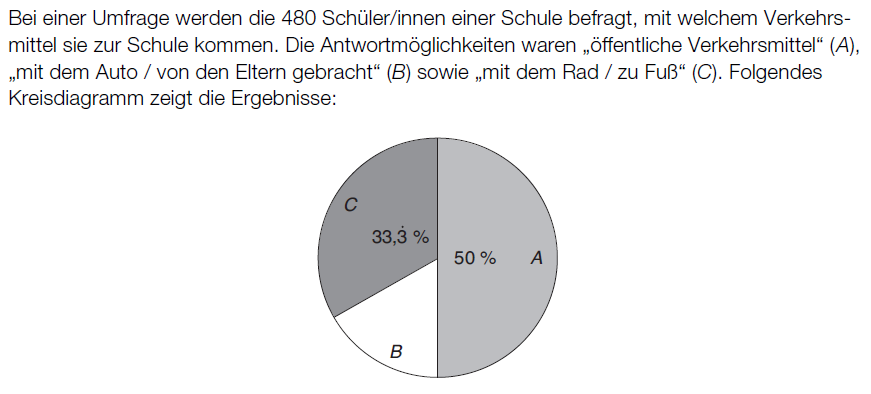 Bei einer Umfrage werden die 480 Schüler/innen einer Schule befragt, mit welchem Verkehrs-
mittel sie zur Schule kommen. Die Antwortmöglichkeiten waren „öffentliche Verkehrsmittel“ (A),
„mit dem Auto / von den Eltern gebracht“ (B) sowie „mit dem Rad / zu Fuß“ (C). Folgendes
Kreisdiagramm zeigt die Ergebnisse:
C
33,3̇ %
50 % A
B